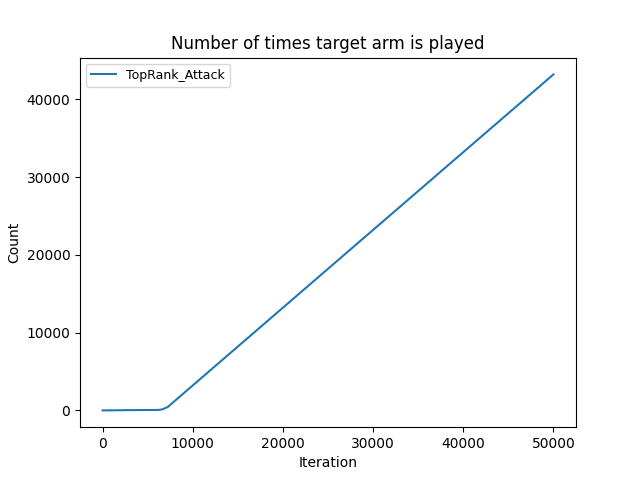 Number of times target arm is played
TopRank_Attack
40000
30000
20000
10000
0
Count
0 10000 20000 30000 40000 50000
Iteration